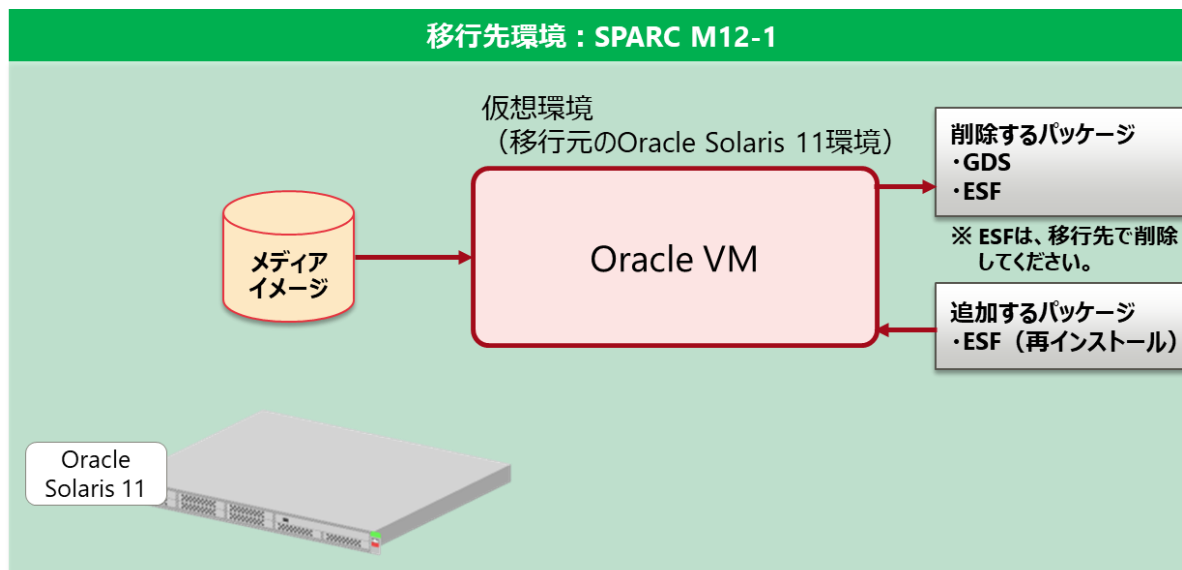 移行先環境：SPARC M12-1
仮想環境
（移行元のOracle Solaris 11環境）
メディア
イメージ
Oracle VM
削除するパッケージ
・GDS
・ESF
※ ESFは、移行先で削除
してください。
追加するパッケージ
・ESF（再インストール）
Oracle
Solaris 11